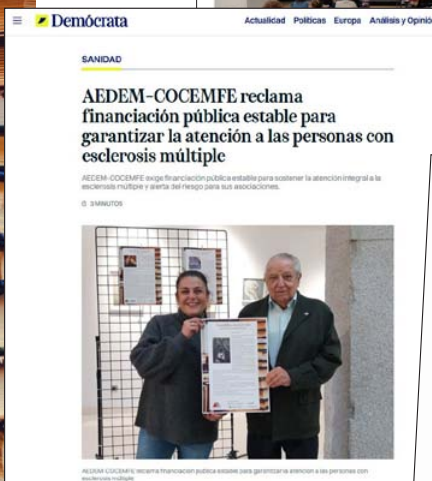 Demócrata
Actualidad Políticas Europa Análisis y Opinió
SANIDAD
AEDEM-COCEMFE reclama
financiación pública estable para
garantizar la atención a las personas con
esclerosis múltiple
AEDEM-COCEMFE exige financiación pública estable para sostener la atención integral a la
esclerosis múltiple y alerta del riesgo para sus asociaciones.
3 MINUTOS
AEDEM-COCEMFE reclama financiación pública estable para garantizar la atención a las personas con
esclerosis múltiple